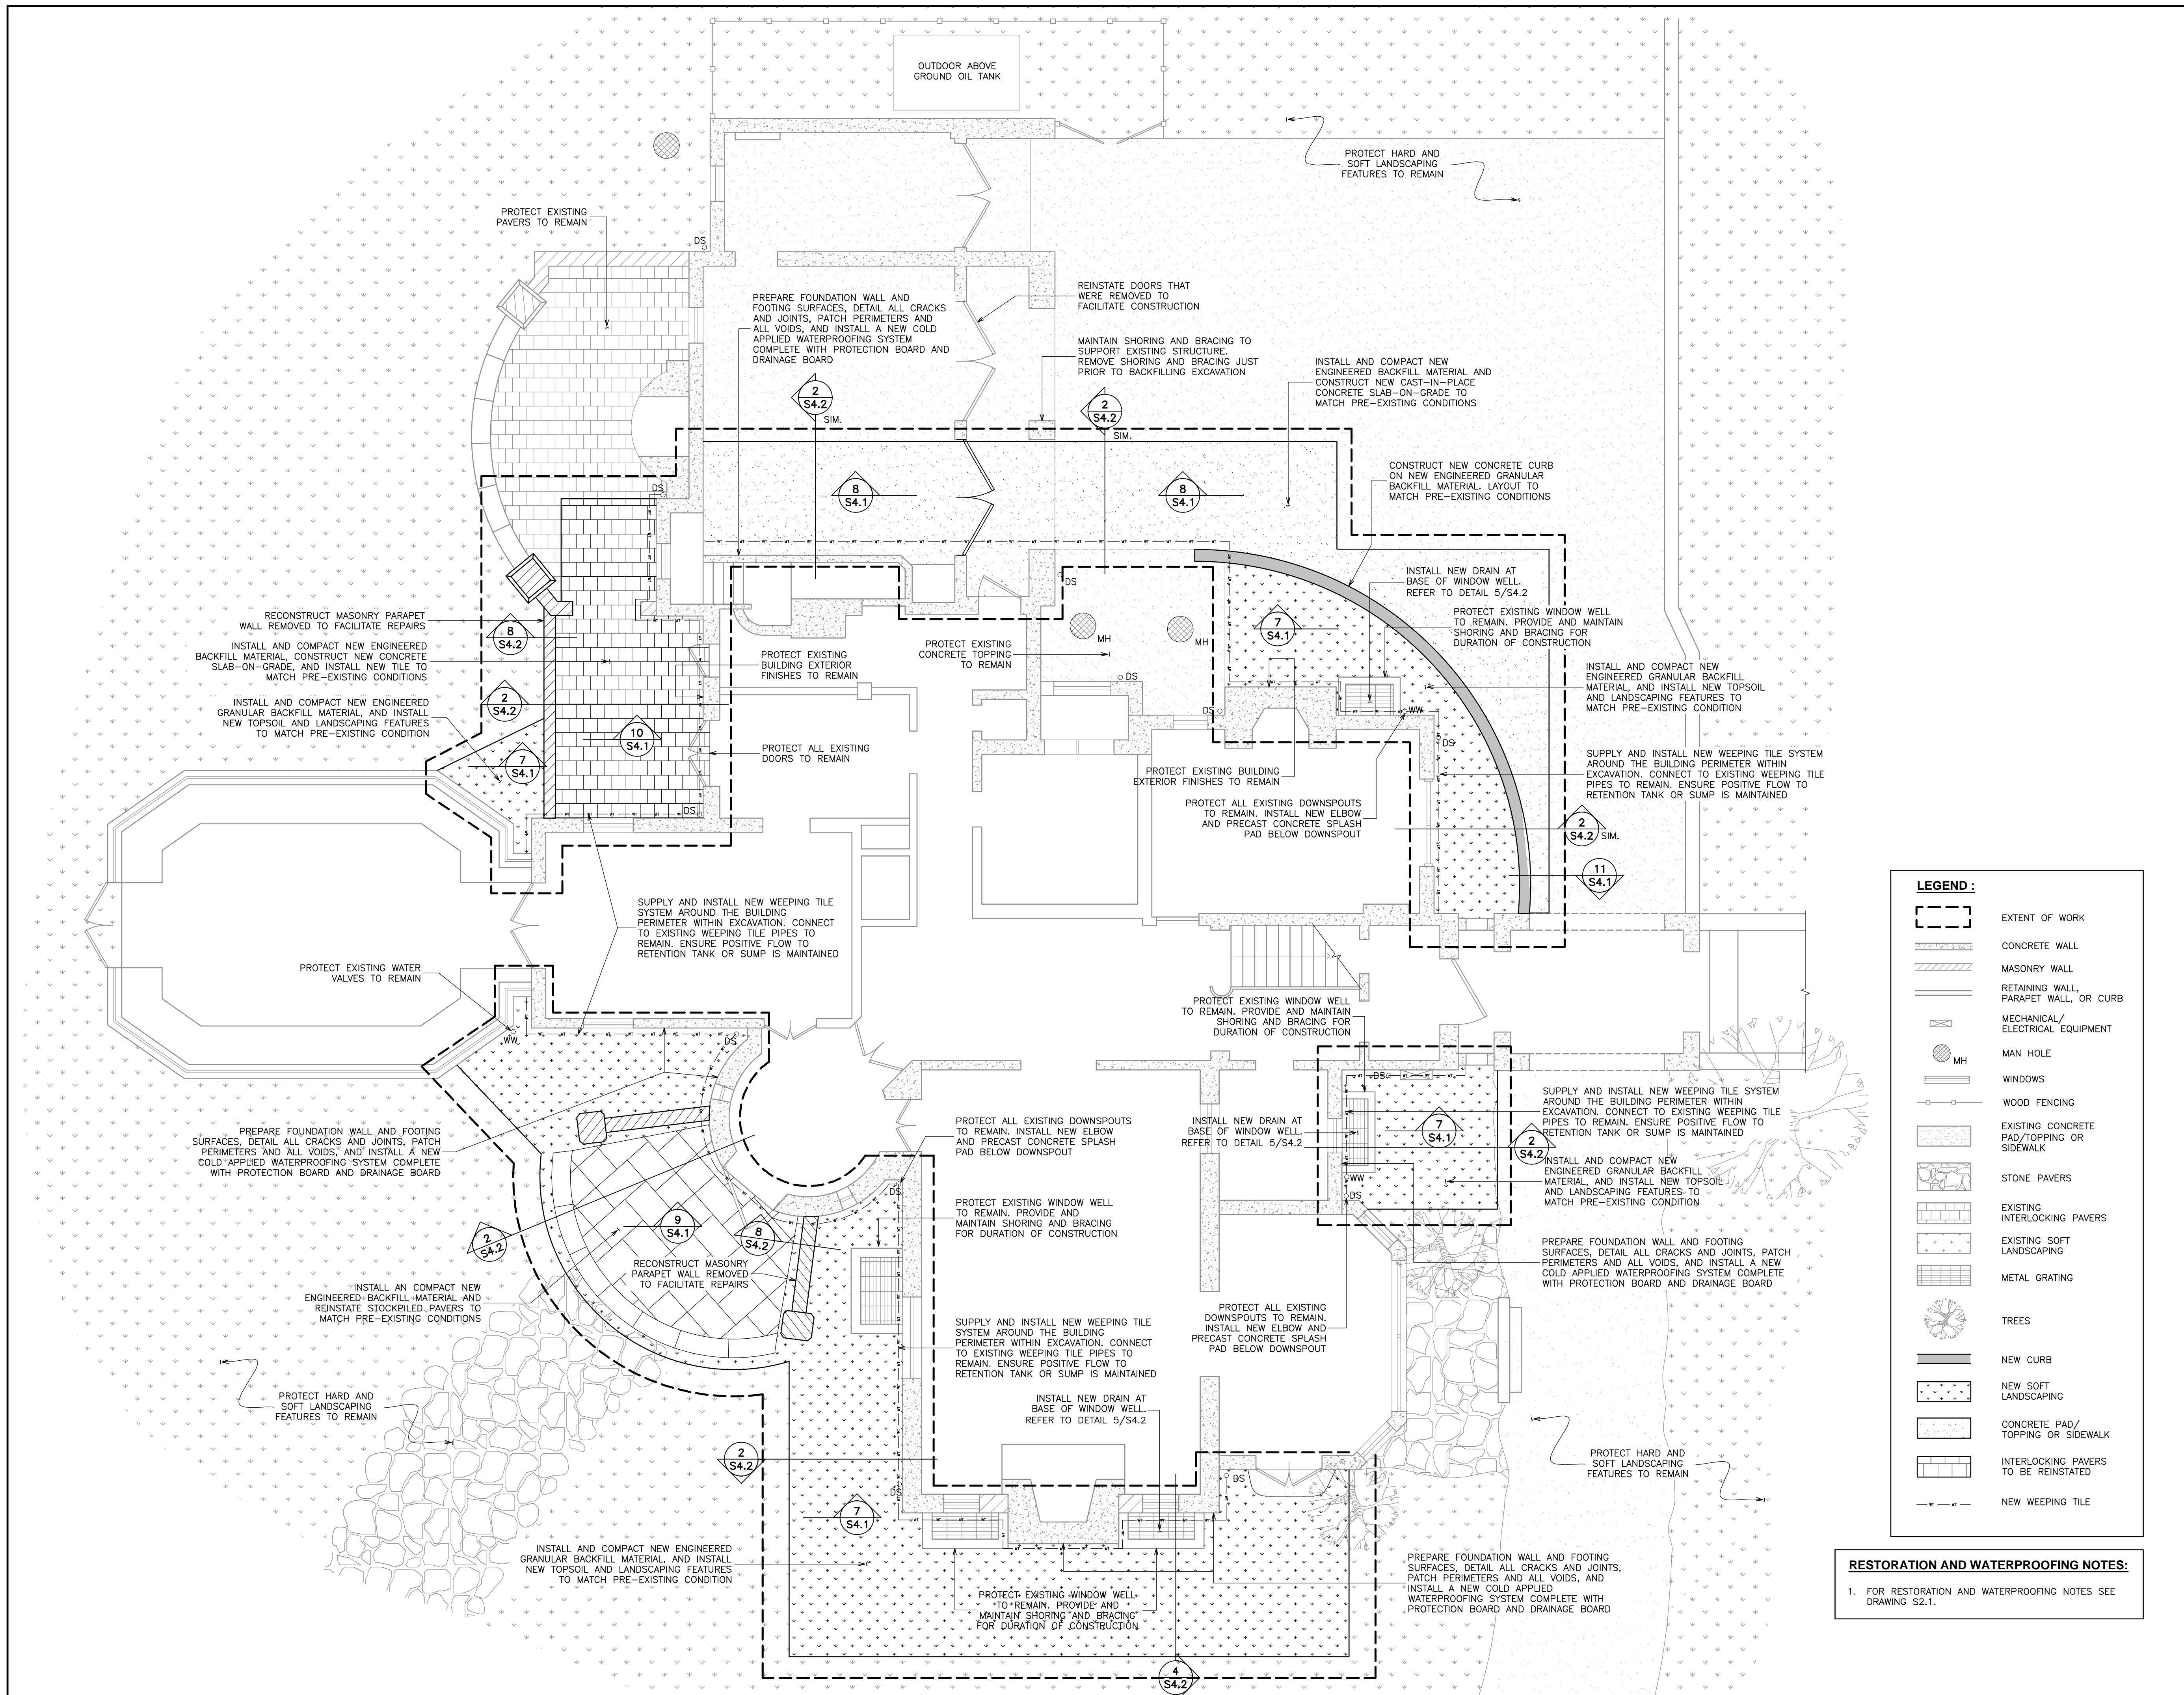 OUTDOOR ABOVE
GROUND OIL TANK
PROTECT HARD AND
SOFT LANDSCAPING
FEATURES TO REMAIN
PROTECT EXISTING
PAVERS TO REMAIN
DS
PREPARE FOUNDATION WALL AND
FOOTING SURFACES, DETAIL ALL CRACKS
AND JOINTS, PATCH PERIMETERS AND
ALL VOIDS, AND INSTALL A NEW COLD
APPLIED WATERPROOFING SYSTEM
COMPLETE WITH PROTECTION BOARD AND
DRAINAGE BOARD
REINSTATE DOORS THAT
WERE REMOVED TO
FACILITATE CONSTRUCTION
MAINTAIN SHORING AND BRACING TO
SUPPORT EXISTING STRUCTURE.
REMOVE SHORING AND BRACING JUST
PRIOR TO BACKFILLING EXCAVATION
INSTALL AND COMPACT NEW
ENGINEERED BACKFILL MATERIAL AND
CONSTRUCT NEW CAST-IN-PLACE
CONCRETE SLAB-ON-GRADE TO
MATCH PRE-EXISTING CONDITIONS
2
S4.2
SIM.
2
S4.2
SIM.
CONSTRUCT NEW CONCRETE CURB
ON NEW ENGINEERED GRANULAR
BACKFILL MATERIAL. LAYOUT TO
MATCH PRE-EXISTING CONDITIONS
DS
8
S4.1
8
S4.1
WT WT WT
DS
INSTALL NEW DRAIN AT
BASE OF WINDOW WELL.
REFER TO DETAIL 5/S4.2
PROTECT EXISTING WINDOW WELL
TO REMAIN. PROVIDE AND MAINTAIN
SHORING AND BRACING FOR
DURATION OF CONSTRUCTION
RECONSTRUCT MASONRY PARAPET
WALL REMOVED TO FACILITATE REPAIRS
8
S4.2
7
S4.1
MH
MH
PROTECT EXISTING
CONCRETE TOPPING
TO REMAIN
INSTALL AND COMPACT NEW ENGINEERED
BACKFILL MATERIAL, CONSTRUCT NEW CONCRETE
SLAB-ON-GRADE, AND INSTALL NEW TILE TO
MATCH PRE-EXISTING CONDITIONS
PROTECT EXISTING
BUILDING EXTERIOR
FINISHES TO REMAIN
INSTALL AND COMPACT NEW
ENGINEERED GRANULAR BACKFILL
MATERIAL, AND INSTALL NEW TOPSOIL
AND LANDSCAPING FEATURES TO
MATCH PRE-EXISTING CONDITION
DS
DS
WW
DS
2
S4.2
INSTALL AND COMPACT NEW ENGINEERED
GRANULAR BACKFILL MATERIAL, AND INSTALL
NEW TOPSOIL AND LANDSCAPING FEATURES
TO MATCH PRE-EXISTING CONDITION
10
S4.1
7
S4.1
PROTECT ALL EXISTING
DOORS TO REMAIN
PROTECT EXISTING BUILDING
EXTERIOR FINISHES TO REMAIN
SUPPLY AND INSTALL NEW WEEPING TILE SYSTEM
AROUND THE BUILDING PERIMETER WITHIN
EXCAVATION. CONNECT TO EXISTING WEEPING TILE
PIPES TO REMAIN. ENSURE POSITIVE FLOW TO
RETENTION TANK OR SUMP IS MAINTAINED
PROTECT ALL EXISTING DOWNSPOUTS
TO REMAIN. INSTALL NEW ELBOW
AND PRECAST CONCRETE SPLASH
PAD BELOW DOWNSPOUT
DS
2
S4.2
SIM.
11
S4.1
SUPPLY AND INSTALL NEW WEEPING TILE
SYSTEM AROUND THE BUILDING
PERIMETER WITHIN EXCAVATION. CONNECT
TO EXISTING WEEPING TILE PIPES TO
REMAIN. ENSURE POSITIVE FLOW TO
RETENTION TANK OR SUMP IS MAINTAINED
PROTECT EXISTING WATER
VALVES TO REMAIN
WW
DS
PROTECT EXISTING WINDOW WELL
TO REMAIN. PROVIDE AND MAINTAIN
SHORING AND BRACING FOR
DURATION OF CONSTRUCTION
PREPARE FOUNDATION WALL AND FOOTING
SURFACES, DETAIL ALL CRACKS AND JOINTS, PATCH
PERIMETERS AND ALL VOIDS, AND INSTALL A NEW
COLD APPLIED WATERPROOFING SYSTEM COMPLETE
WITH PROTECTION BOARD AND DRAINAGE BOARD
PROTECT ALL EXISTING DOWNSPOUTS
TO REMAIN. INSTALL NEW ELBOW
AND PRECAST CONCRETE SPLASH
PAD BELOW DOWNSPOUT
INSTALL NEW DRAIN AT
BASE OF WINDOW WELL.
REFER TO DETAIL 5/S4.2
DS
7
S4.1
2
S4.2
WW
DS
SUPPLY AND INSTALL NEW WEEPING TILE SYSTEM
AROUND THE BUILDING PERIMETER WITHIN
EXCAVATION. CONNECT TO EXISTING WEEPING TILE
PIPES TO REMAIN. ENSURE POSITIVE FLOW TO
RETENTION TANK OR SUMP IS MAINTAINED
INSTALL AND COMPACT NEW
ENGINEERED GRANULAR BACKFILL
MATERIAL, AND INSTALL NEW TOPSOIL
AND LANDSCAPING FEATURES TO
MATCH PRE-EXISTING CONDITION
DS
PROTECT EXISTING WINDOW WELL
TO REMAIN. PROVIDE AND
MAINTAIN SHORING AND BRACING
FOR DURATION OF CONSTRUCTION
2
S4.2
9
S4.1
8
S4.2
RECONSTRUCT MASONRY
PARAPET WALL REMOVED
TO FACILITATE REPAIRS
PREPARE FOUNDATION WALL AND FOOTING
SURFACES, DETAIL ALL CRACKS AND JOINTS, PATCH
PERIMETERS AND ALL VOIDS, AND INSTALL A NEW
COLD APPLIED WATERPROOFING SYSTEM COMPLETE
WITH PROTECTION BOARD AND DRAINAGE BOARD
INSTALL AN COMPACT NEW
ENGINEERED BACKFILL MATERIAL AND
REINSTATE STOCKPILED PAVERS TO
MATCH PRE-EXISTING CONDITIONS
PROTECT ALL EXISTING
DOWNSPOUTS TO REMAIN.
INSTALL NEW ELBOW AND
PRECAST CONCRETE SPLASH
PAD BELOW DOWNSPOUT
SUPPLY AND INSTALL NEW WEEPING TILE
SYSTEM AROUND THE BUILDING
PERIMETER WITHIN EXCAVATION. CONNECT
TO EXISTING WEEPING TILE PIPES TO
REMAIN. ENSURE POSITIVE FLOW TO
RETENTION TANK OR SUMP IS MAINTAINED
PROTECT HARD AND
SOFT LANDSCAPING
FEATURES TO REMAIN
INSTALL NEW DRAIN AT
BASE OF WINDOW WELL.
REFER TO DETAIL 5/S4.2
2
S4.2
DS
DS
PROTECT HARD AND
SOFT LANDSCAPING
FEATURES TO REMAIN
7
S4.1
INSTALL AND COMPACT NEW ENGINEERED
GRANULAR BACKFILL MATERIAL, AND INSTALL
NEW TOPSOIL AND LANDSCAPING FEATURES
TO MATCH PRE-EXISTING CONDITION
PROTECT EXISTING WINDOW WELL
TO REMAIN. PROVIDE AND
MAINTAIN SHORING AND BRACING
FOR DURATION OF CONSTRUCTION
PREPARE FOUNDATION WALL AND FOOTING
SURFACES, DETAIL ALL CRACKS AND JOINTS,
PATCH PERIMETERS AND ALL VOIDS, AND
INSTALL A NEW COLD APPLIED
WATERPROOFING SYSTEM COMPLETE WITH
PROTECTION BOARD AND DRAINAGE BOARD
4
S4.2
LEGEND :
EXTENT OF WORK
CONCRETE WALL
MASONRY WALL
RETAINING WALL,
PARAPET WALL, OR CURB
MECHANICAL/
ELECTRICAL EQUIPMENT
MH
MAN HOLE
WINDOWS
WOOD FENCING
EXISTING CONCRETE
PAD/TOPPING OR
SIDEWALK
STONE PAVERS
EXISTING
INTERLOCKING PAVERS
EXISTING SOFT
LANDSCAPING
METAL GRATING
TREES
NEW CURB
NEW SOFT
LANDSCAPING
CONCRETE PAD/
TOPPING OR SIDEWALK
INTERLOCKING PAVERS
TO BE REINSTATED
WT WT
NEW WEEPING TILE
RESTORATION AND WATERPROOFING NOTES:
1. FOR RESTORATION AND WATERPROOFING NOTES SEE
DRAWING S2.1.